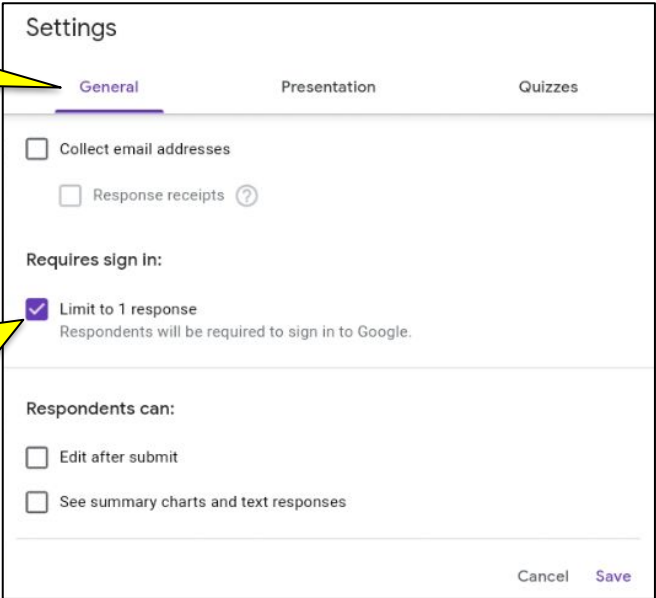 Settings
General Presentation Quizzes
Collect email addresses
Response receipts ?
Requires sign in:
Limit to 1 response
Respondents will be required to sign in to Google.
Respondents can:
Edit after submit
See summary charts and text responses
Cancel Save